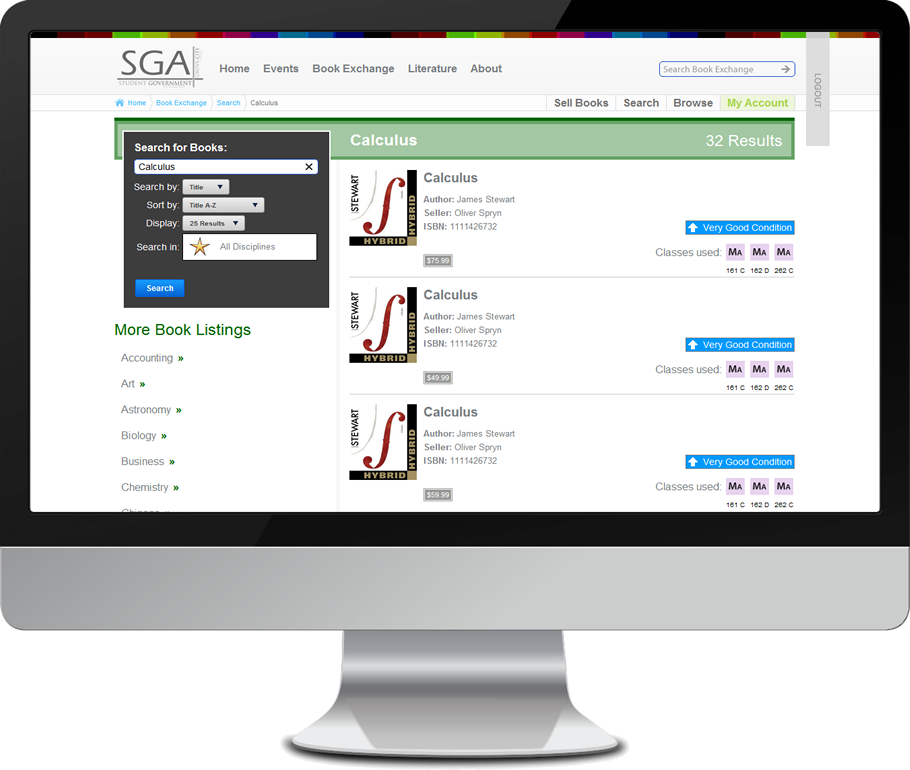 SGA
STUDENT GOVERNMENT
Home Events Book Exchange Literature About
Search Book Exchange
LOGOUT
Home Book Exchange Search Calculus
Sell Books Search Browse My Account
Search for Books:
Calculus
Search by: Title
Sort by: Title A-Z
Display: 25 Results
Search in: All Disciplines
Search
More Book Listings
Accounting »
Art »
Astronomy »
Biology »
Business »
Chemistry »
Calculus 32 Results
STEWART
HYBRID
HYBRID
Calculus
Author: James Stewart
Seller: Oliver Spryn
ISBN: 1111426732
$75.99
Very Good Condition
Classes used: MA MA MA
161 C 162 D 262 C
STEWART
HYBRID
HYBRID
Calculus
Author: James Stewart
Seller: Oliver Spryn
ISBN: 1111426732
$49.99
Very Good Condition
Classes used: MA MA MA
161 C 162 D 262 C
STEWART
HYBRID
HYBRID
Calculus
Author: James Stewart
Seller: Oliver Spryn
ISBN: 1111426732
$59.99
Very Good Condition
Classes used: MA MA MA
161 C 162 D 262 C